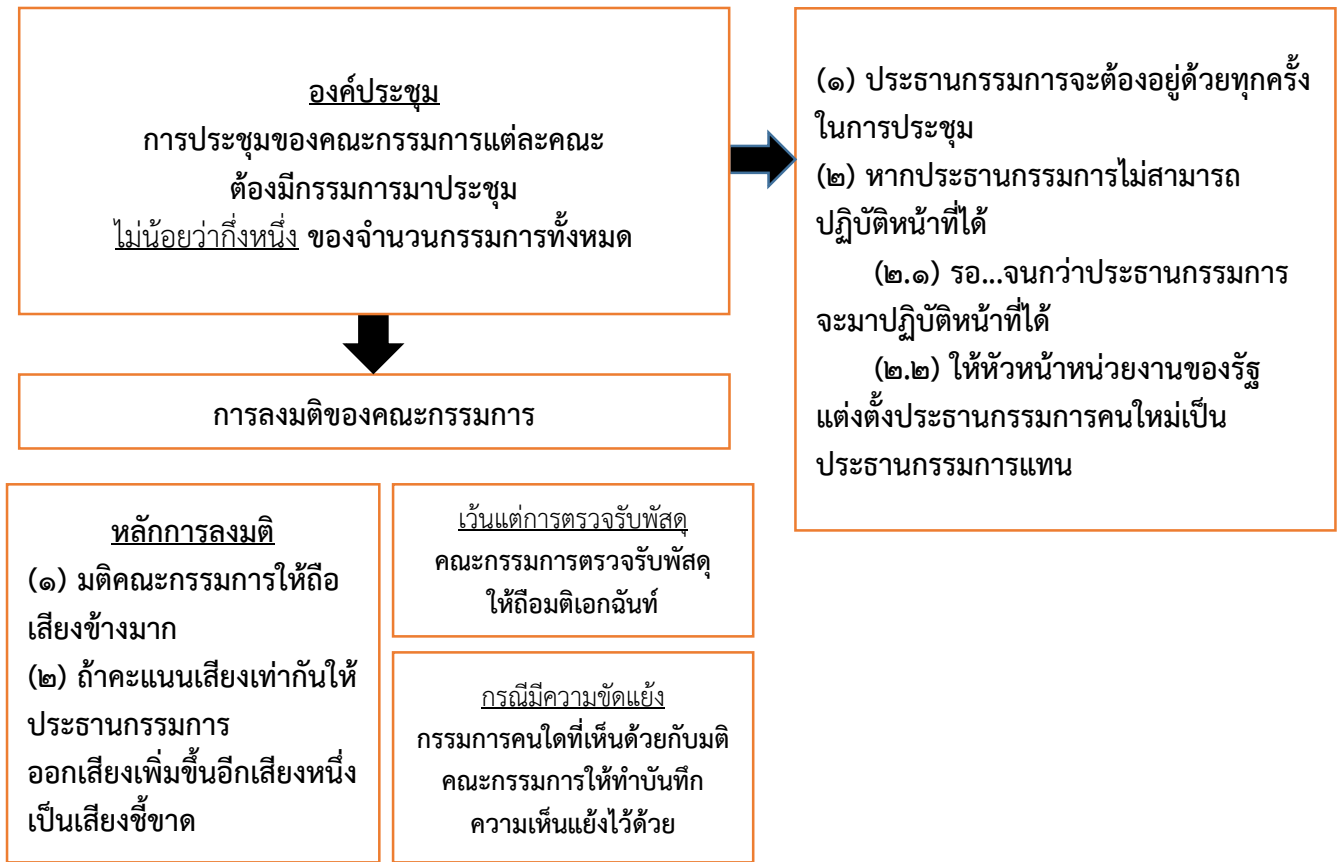 องค์ประชุม
การประชุมของคณะกรรมการแต่ละคณะ
ต้องมีกรรมการมาประชุม
ไม่น้อยว่ากึ่งหนึ่ง ของจำนวนกรรมการทั้งหมด
(๑) ประธานกรรมการจะต้องอยู่ด้วยทุกครั้ง
ในการประชุม
(๒) หากประธานกรรมการไม่สามารถ
ปฏิบัติหน้าที่ได้
(๒.๑) รอ...จนกว่าประธานกรรมการ
จะมาปฏิบัติหน้าที่ได้
(๒.๒) ให้หัวหน้าหน่วยงานของรัฐ
แต่งตั้งประธานกรรมการคนใหม่เป็น
ประธานกรรมการแทน
การลงมติของคณะกรรมการ
หลักการลงมติ
(๑) มติคณะกรรมการให้ถือ
เสียงข้างมาก
(๒) ถ้าคะแนนเสียงเท่ากันให้
ประธานกรรมการ
ออกเสียงเพิ่มขึ้นอีกเสียงหนึ่ง
เป็นเสียงชี้ขาด
เว้นแต่การตรวจรับพัสดุ
คณะกรรมการตรวจรับพัสดุ
ให้ถือมติเอกฉันท์
กรณีมีความขัดแย้ง
กรรมการคนใดที่เห็นด้วยกับมติ
คณะกรรมการให้ทำบันทึก
ความเห็นแย้งไว้ด้วย